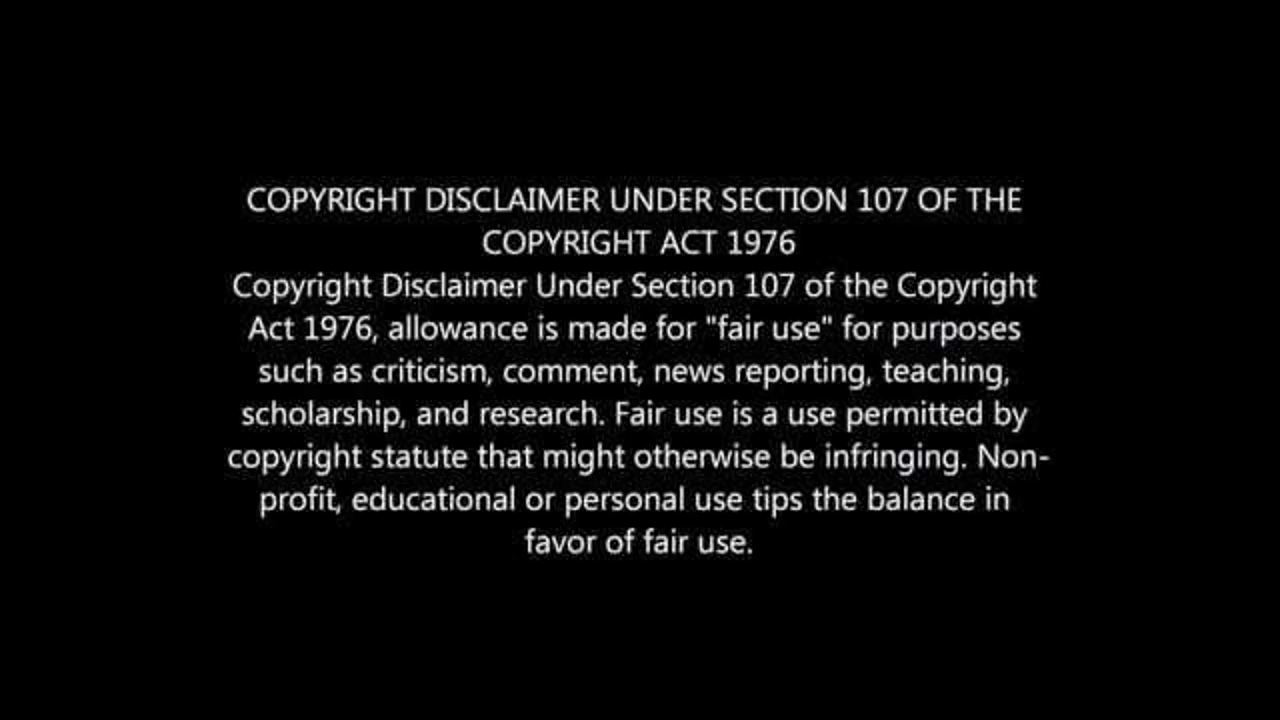 COPYRIGHT DISCLAIMER UNDER SECTION 107 OF THE
COPYRIGHT ACT 1976
Copyright Disclaimer Under Section 107 of the Copyright
Act 1976, allowance is made for "fair use" for purposes
such as criticism, comment, news reporting, teaching,
scholarship, and research. Fair use is a use permitted by
copyright statute that might otherwise be infringing. Non-
profit, educational or personal use tips the balance in
favor of fair use.